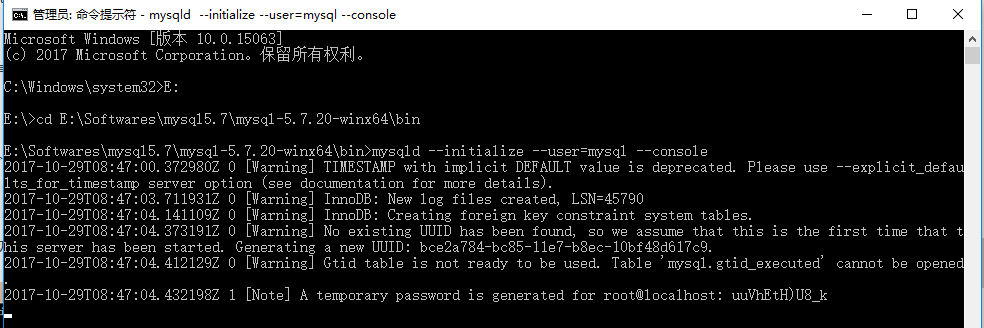 管理员: 命令提示符 - mysqld  --initialize --user=mysql --console
Microsoft Windows [版本 10.0.15063]
(c) 2017 Microsoft Corporation。保留所有权利。
C:\Windows\system32>E:
E:\>cd E:\Softwares\mysql5.7\mysql-5.7.20-winx64\bin
E:\Softwares\mysql5.7\mysql-5.7.20-winx64\bin>mysqld --initialize --user=mysql --console
2017-10-29T08:47:00.372980Z 0 [Warning] TIMESTAMP with implicit DEFAULT value is deprecated. Please use --explicit_defau
lts_for_timestamp server option (see documentation for more details).
2017-10-29T08:47:03.711931Z 0 [Warning] InnoDB: New log files created, LSN=45790
2017-10-29T08:47:04.141109Z 0 [Warning] InnoDB: Creating foreign key constraint system tables.
2017-10-29T08:47:04.373191Z 0 [Warning] No existing UUID has been found, so we assume that this is the first time that t
his server has been started. Generating a new UUID: bce2a784-bc85-11e7-b8ec-10bf48d617c9.
2017-10-29T08:47:04.412129Z 0 [Warning] Gtid table is not ready to be used. Table 'mysql.gtid_executed' cannot be opened
.
2017-10-29T08:47:04.432198Z 1 [Note] A temporary password is generated for root@localhost: uuVhEtH)U8_k